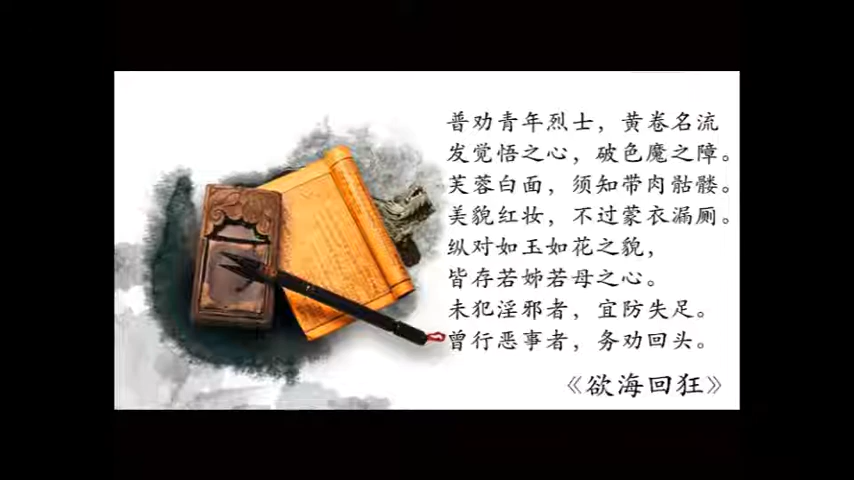 普劝青年烈士，黄卷名流
发觉悟之心，破色魔之障。
芙蓉白面，须知带肉骷髅。
美貌红妆，不过蒙衣漏厕。
纵对如玉如花之貌，
皆存若姊若母之心。
未犯淫邪者，宜防失足。
曾行恶事者，务劝回头。
《欲海回狂》